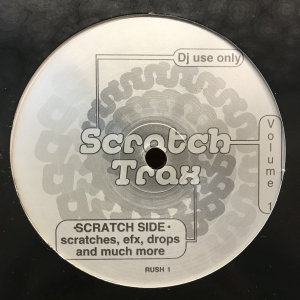 Dj use only
Scratch
Trax
Volume 1
·SCRATCH SIDE·
scratches, efx, drops
and much more
RUSH 1